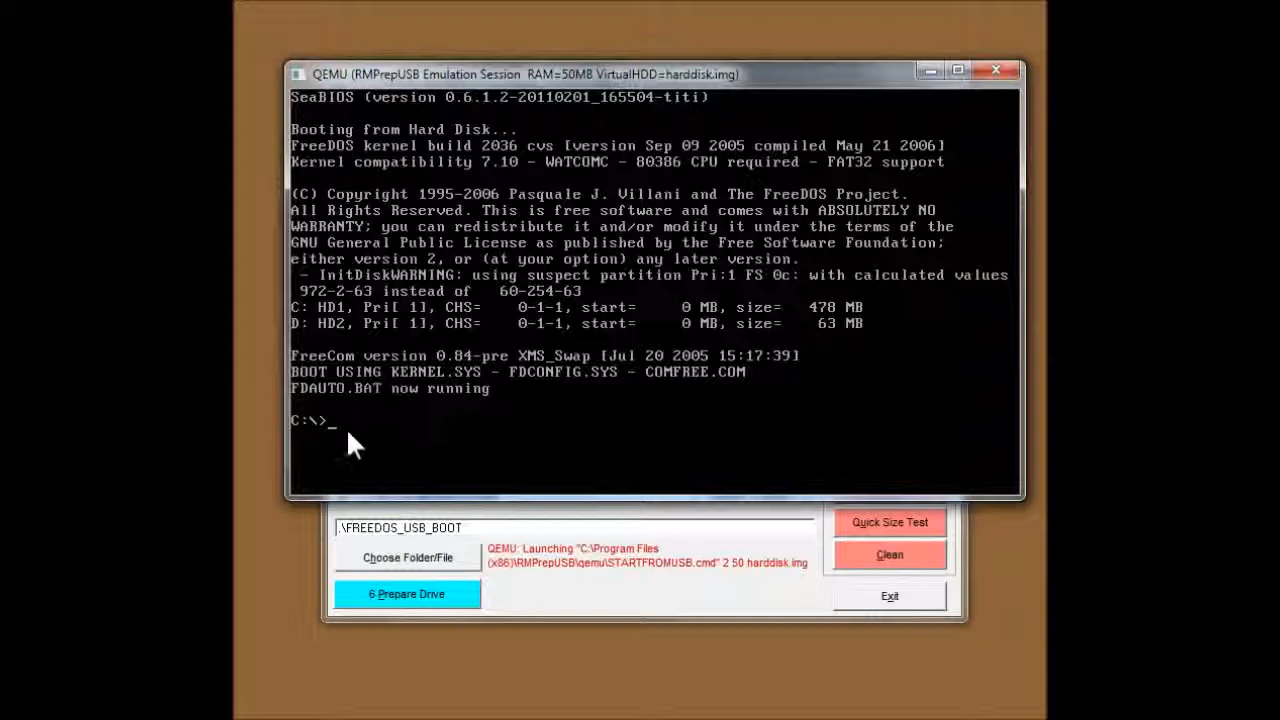 QEMU (RMPrepUSB Emulation Session RAM=50MB VirtualHDD=harddisk.img)
SeaBIOS (version 0.6.1.2-20110201_165504-titi)
Booting from Hard Disk...
FreeDOS kernel build 2036 cvs [version Sep 09 2005 compiled May 21 2006]
Kernel compatibility 7.10 - WATCOMC - 80386 CPU required - FAT32 support
(C) Copyright 1995-2006 Pasquale J. Villani and The FreeDOS Project.
All Rights Reserved. This is free software and comes with ABSOLUTELY NO
WARRANTY; you can redistribute it and/or modify it under the terms of the
GNU General Public License as published by the Free Software Foundation;
either version 2, or (at your option) any later version.
- InitDiskWARNING: using suspect partition Pri:1 FS 0c: with calculated values
972-2-63 instead of 60-254-63
C: HD1, Pri[ 1], CHS= 0-1-1, start= 0 MB, size= 478 MB
D: HD2, Pri[ 1], CHS= 0-1-1, start= 0 MB, size= 63 MB
FreeCom version 0.84-pre XMS_Swap [Jul 20 2005 15:17:39]
BOOT USING KERNEL.SYS - FDCONFIG.SYS - COMFREE.COM
FDAUTO.BAT now running
C:\>_
.\FREEDOS_USB_BOOT
Quick Size Test
Choose Folder/File
QEMU: Launching "C:\Program Files
(x86)\RMPrepUSB\qemu\STARTFROMUSB.cmd" 2 50 harddisk.img
Clean
6 Prepare Drive
Exit